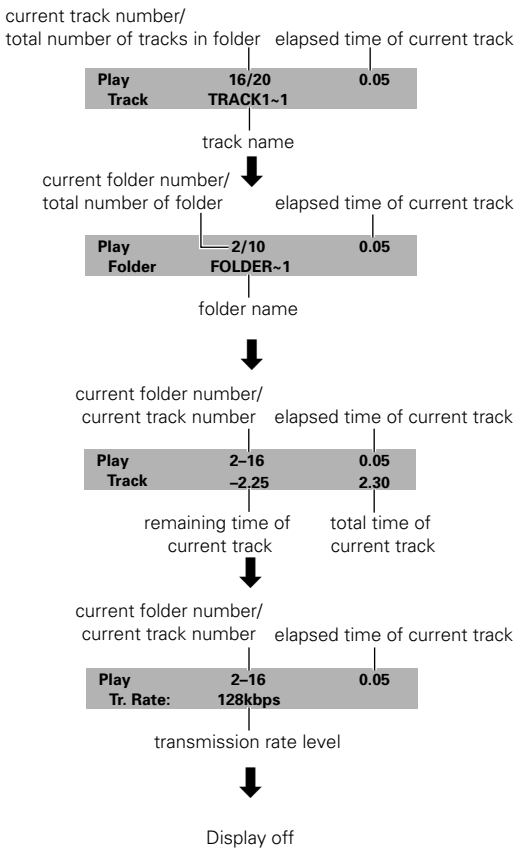 current track number/
total number of tracks in folder elapsed time of current track
Play 16/20 0.05
Track TRACK1~1
track name
current folder number/
total number of folder elapsed time of current track
Play 2/10 0.05
Folder FOLDER~1
folder name
current folder number/
current track number elapsed time of current track
Play 2–16 0.05
Track –2.25 2.30
remaining time of total time of
current track current track
current folder number/
current track number elapsed time of current track
Play 2–16 0.05
Tr. Rate: 128kbps
transmission rate level
Display off